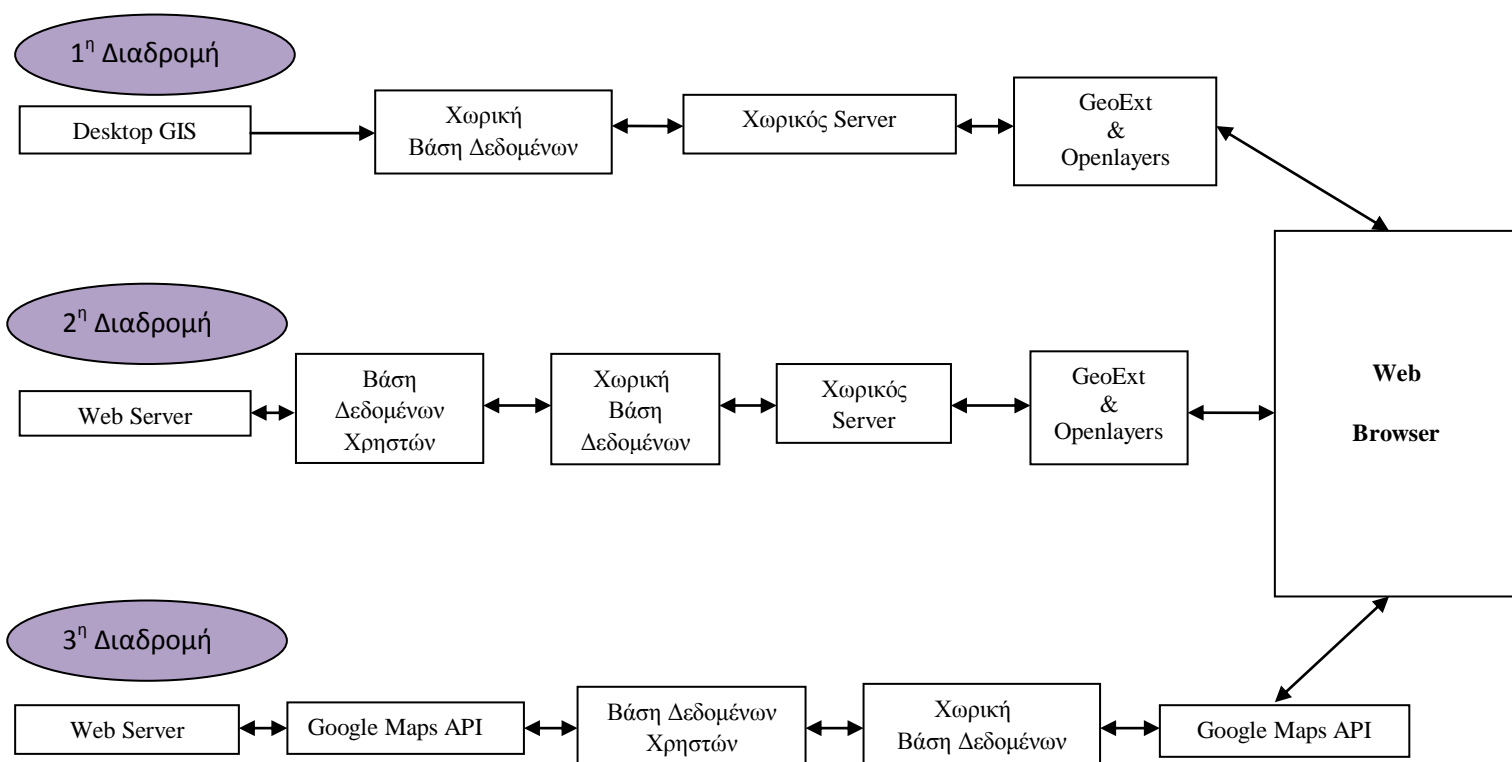 1η Διαδρομή
Desktop GIS
Χωρική
Βάση Δεδομένων
Χωρικός Server
GeoExt
&
Openlayers
2η Διαδρομή
Web Server
Βάση
Δεδομένων
Χρηστών
Χωρική
Βάση
Δεδομένων
Χωρικός
Server
GeoExt
&
Openlayers
Web
Browser
3η Διαδρομή
Web Server
Google Maps API
Βάση Δεδομένων
Χρηστών
Χωρική
Βάση Δεδομένων
Google Maps API